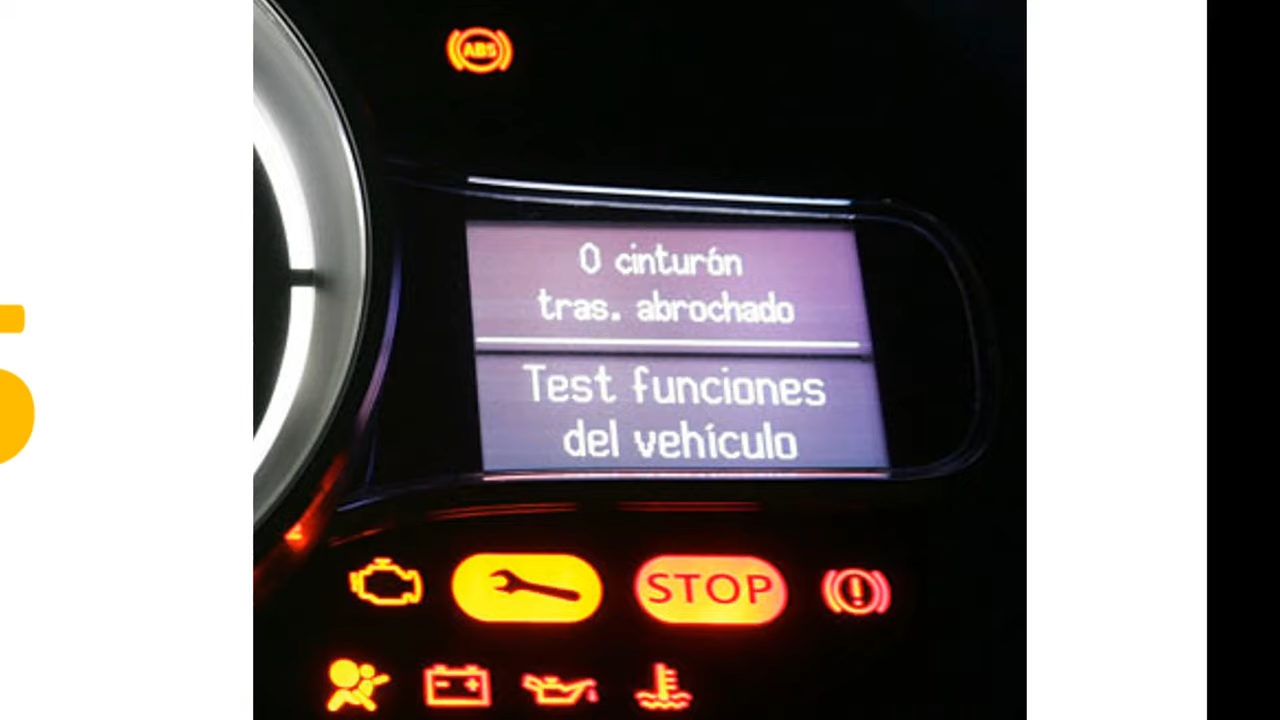 ABS
0 cinturón
tras. abrochado
Test funciones
del vehículo
STOP